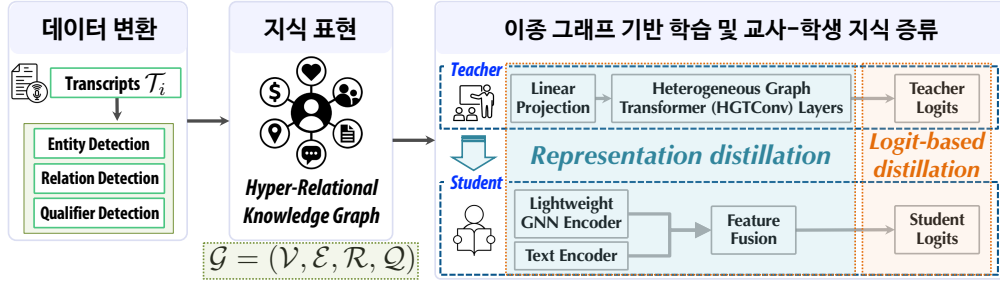 데이터 변환
Transcripts 𝒯ᵢ
Entity Detection
Relation Detection
Qualifier Detection
지식 표현
$
Hyper-Relational
Knowledge Graph
𝒢 = (𝒱, ℰ, ℛ, 𝒬)
이종 그래프 기반 학습 및 교사-학생 지식 증류
Teacher
Linear
Projection
Heterogeneous Graph
Transformer (HGTConv) Layers
Teacher
Logits
Representation distillation
Logit-based
distillation
Student
Lightweight
GNN Encoder
Text Encoder
Feature
Fusion
Student
Logits